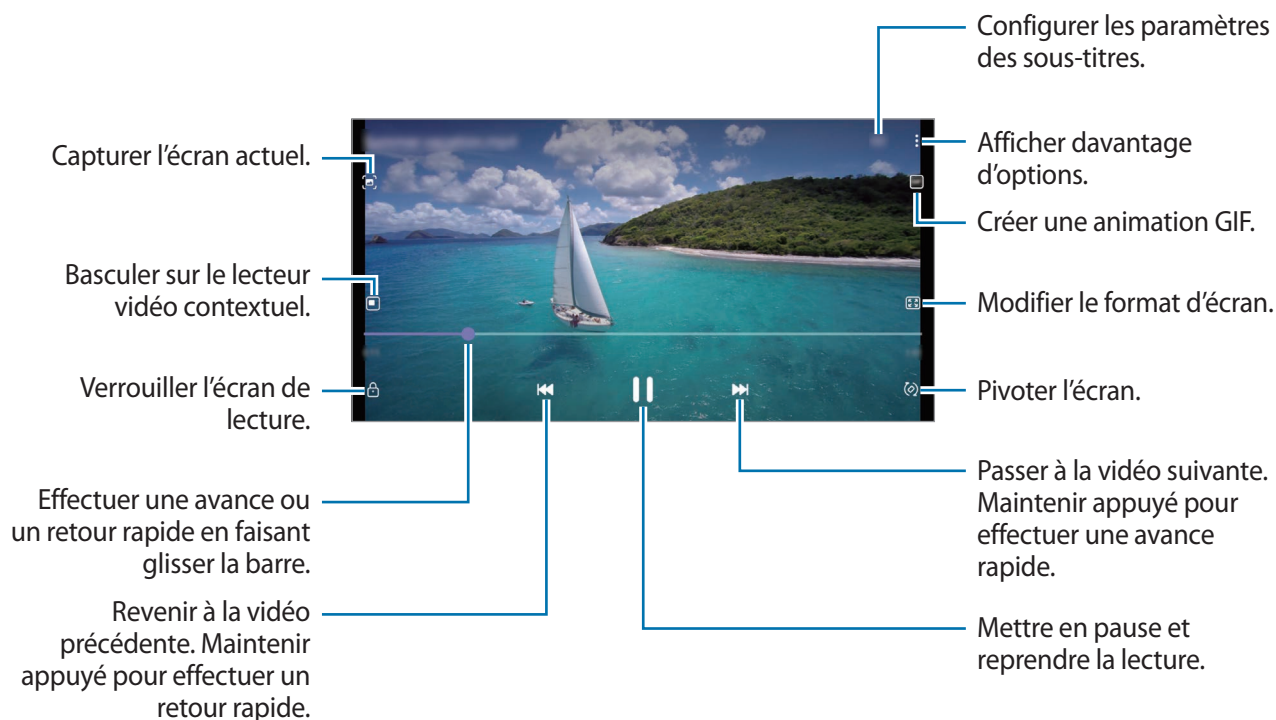 Configurer les paramètres
des sous-titres.
Capturer l’écran actuel.
Afficher davantage
d’options.
Créer une animation GIF.
Basculer sur le lecteur
vidéo contextuel.
Modifier le format d’écran.
Verrouiller l’écran de
lecture.
Pivoter l’écran.
Effectuer une avance ou
un retour rapide en faisant
glisser la barre.
Passer à la vidéo suivante.
Maintenir appuyé pour
effectuer une avance
rapide.
Revenir à la vidéo
précédente. Maintenir
appuyé pour effectuer un
retour rapide.
Mettre en pause et
reprendre la lecture.